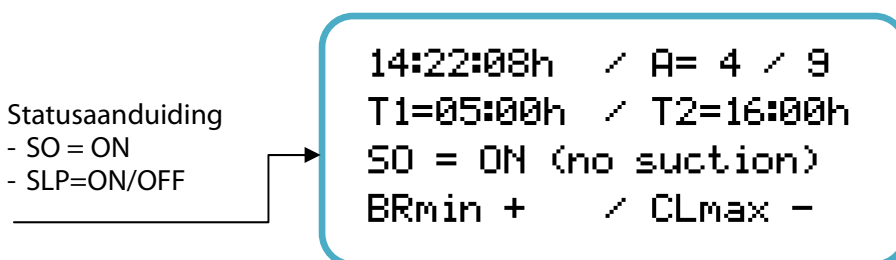 Statusaanduiding
- SO = ON
- SLP=ON/OFF
14:22:08h / A= 4 / 9
T1=05:00h / T2=16:00h
SO = ON (no suction)
BRmin + / CLmax -